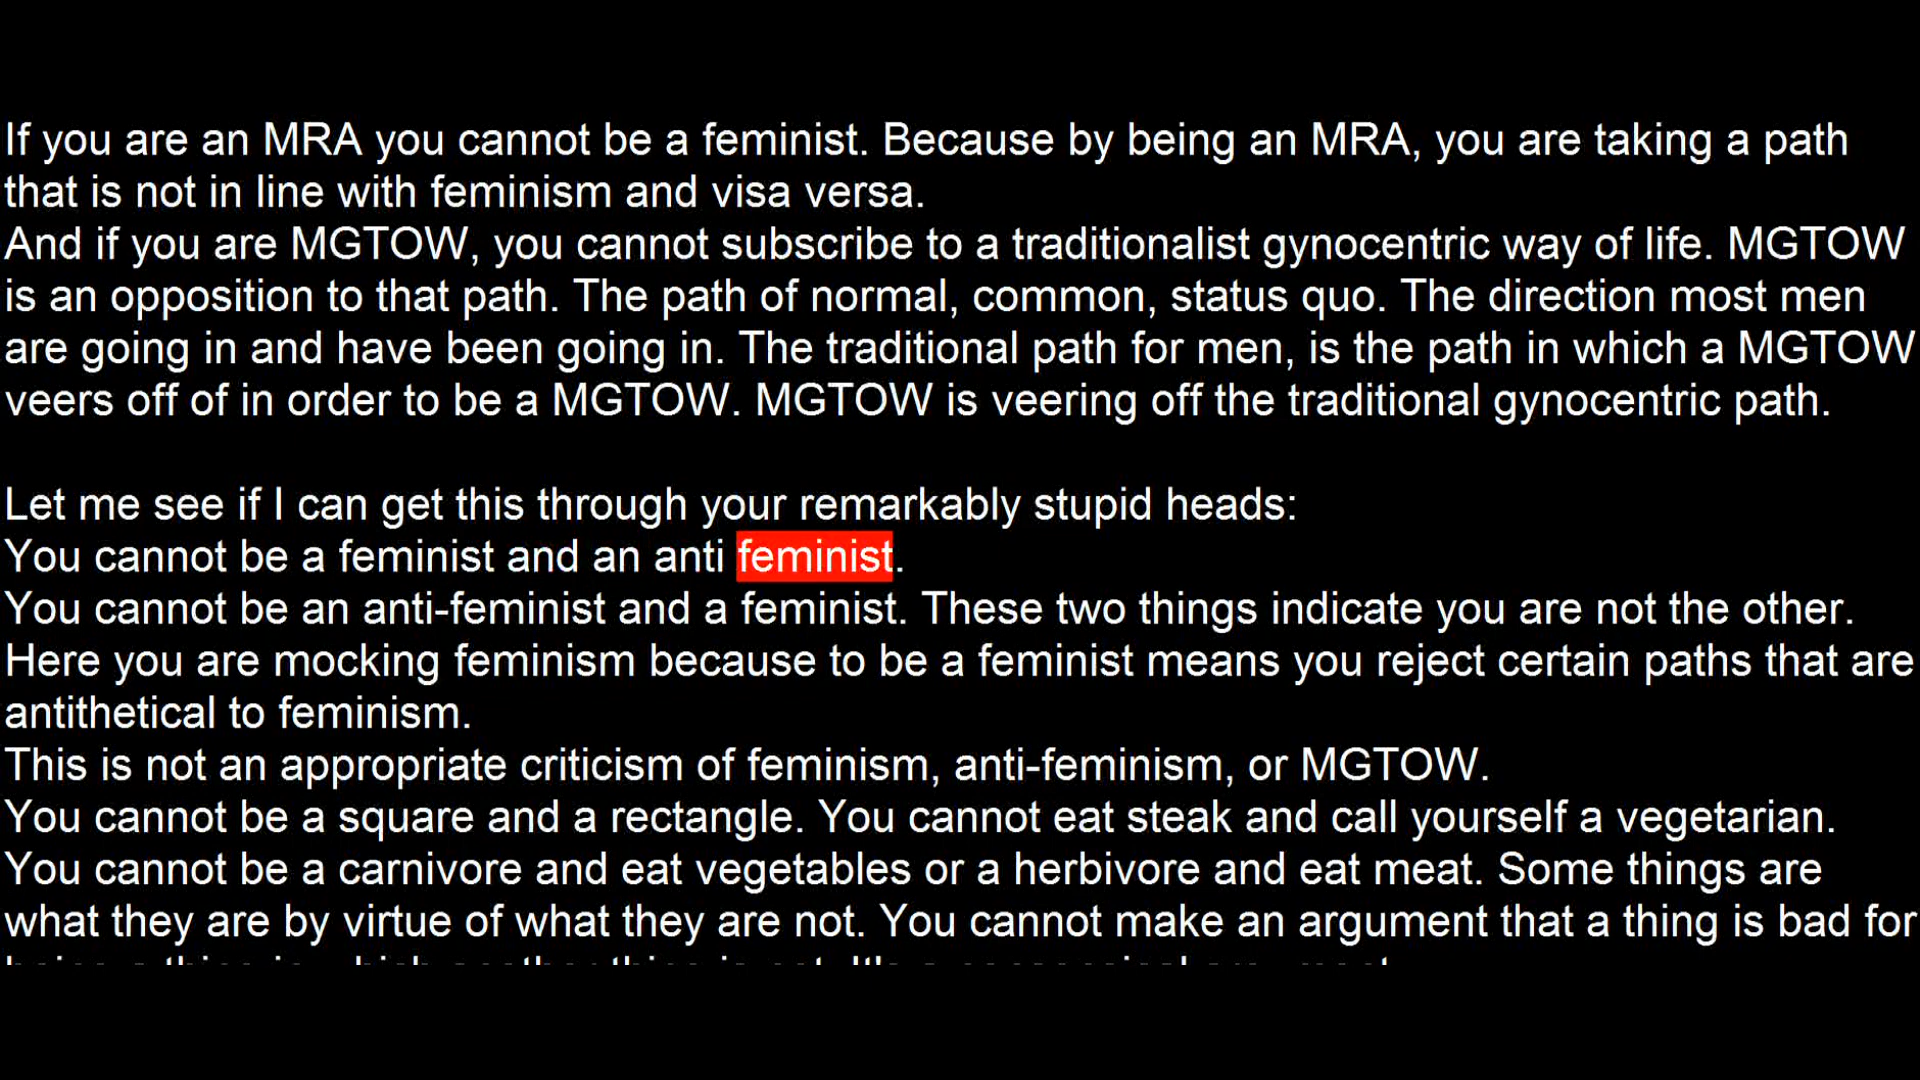 If you are an MRA you cannot be a feminist. Because by being an MRA, you are taking a path
that is not in line with feminism and visa versa.
And if you are MGTOW, you cannot subscribe to a traditionalist gynocentric way of life. MGTOW
is an opposition to that path. The path of normal, common, status quo. The direction most men
are going in and have been going in. The traditional path for men, is the path in which a MGTOW
veers off of in order to be a MGTOW. MGTOW is veering off the traditional gynocentric path.
Let me see if I can get this through your remarkably stupid heads:
You cannot be a feminist and an anti feminist.
You cannot be an anti-feminist and a feminist. These two things indicate you are not the other.
Here you are mocking feminism because to be a feminist means you reject certain paths that are
antithetical to feminism.
This is not an appropriate criticism of feminism, anti-feminism, or MGTOW.
You cannot be a square and a rectangle. You cannot eat steak and call yourself a vegetarian.
You cannot be a carnivore and eat vegetables or a herbivore and eat meat. Some things are
what they are by virtue of what they are not. You cannot make an argument that a thing is bad for